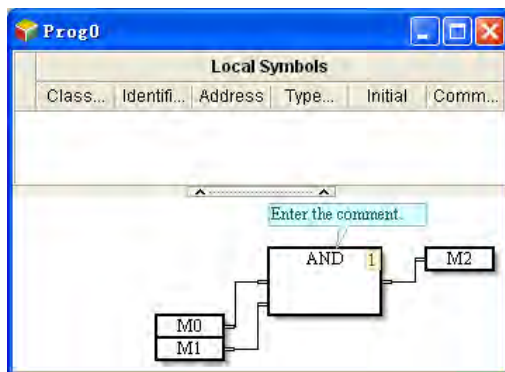 Prog0
Local Symbols
Class... Identifi... Address Type... Initial Comm...
Enter the comment.
AND 1
M2
M0
M1